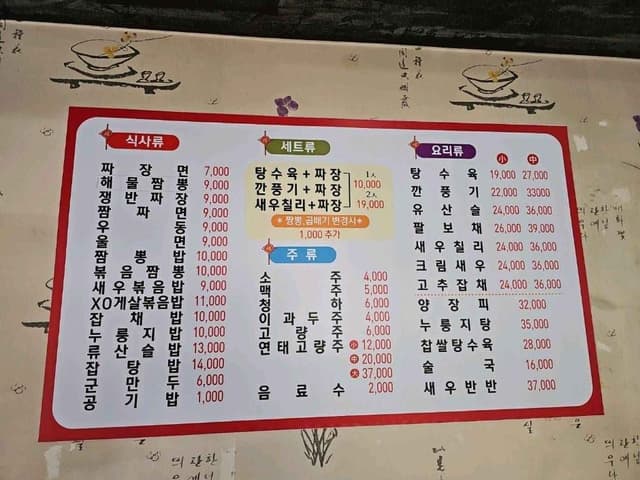 식사류
짜장면 7,000
해물짬뽕 9,000
쟁반짜장 9,000
짬짜면 9,000
우동 9,000
울면 9,000
짬뽕밥 10,000
볶음짬뽕 10,000
새우볶음밥 9,000
XO게살볶음밥 11,000
잡채밥 10,000
누룽지밥 10,000
류산슬밥 13,000
잡탕밥 14,000
군만두 6,000
공기밥 1,000
세트류
탕수육+짜장 1人
깐풍기+짜장 10,000
2人
새우칠리+짜장 19,000
* 짬뽕,곱배기 변경시*
1,000 추가
주류
소주 4,000
맥주 5,000
청하 6,000
이과두주 4,000
고량주 6,000
연태고량주 小 12,000
中 20,000
大 37,000
음료수 2,000
요리류
小 中
탕수육 19,000 27,000
깐풍기 22,000 33000
유산슬 24,000 36,000
팔보채 26,000 39,000
새우칠리 24,000 36,000
크림새우 24,000 36,000
고추잡채 24,000 36,000
양장피 32,000
누룽지탕 35,000
찹쌀탕수육 28,000
술국 16,000
새우반반 37,000